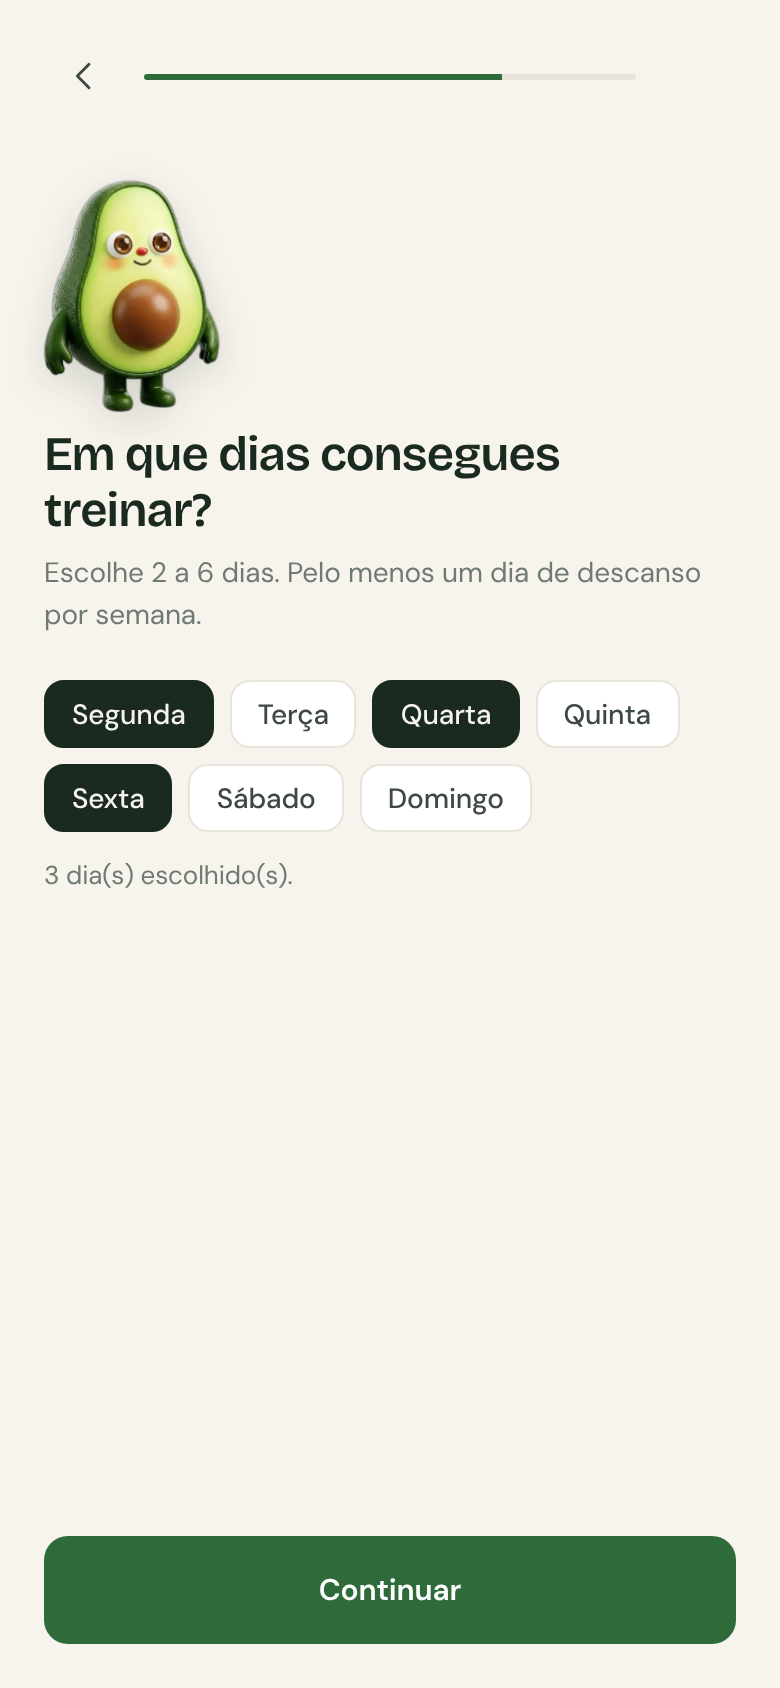 Em que dias consegues
treinar?
Escolhe 2 a 6 dias. Pelo menos um dia de descanso
por semana.
Segunda Terça Quarta Quinta
Sexta Sábado Domingo
3 dia(s) escolhido(s).
Continuar